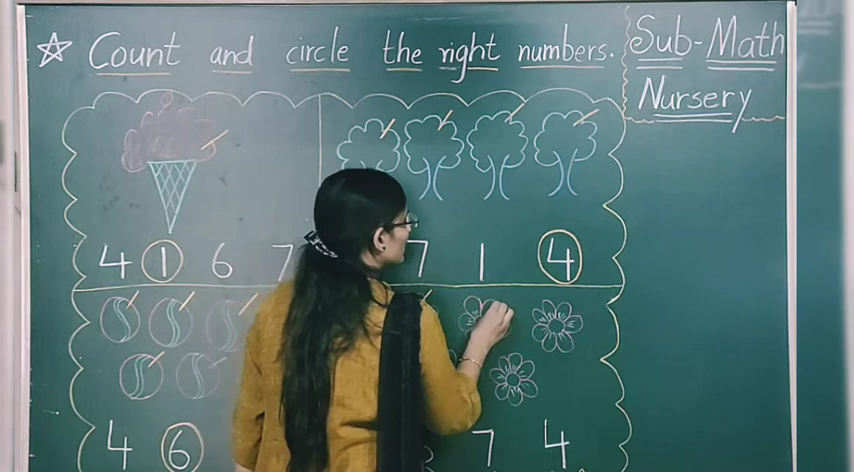 ☆ Count and circle the right numbers.
Sub-Math
Nursery
4 1 6 7
7 1 4
4 6
7 4